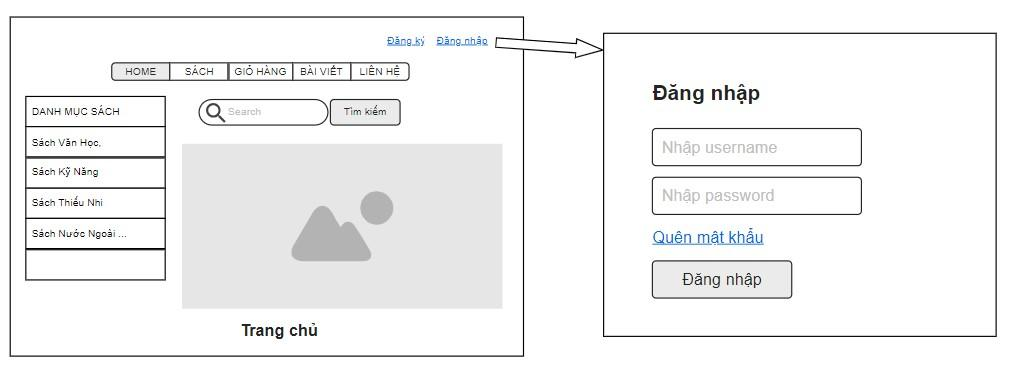 Đăng ký Đăng nhập
HOME SÁCH GIỎ HÀNG BÀI VIẾT LIÊN HỆ
DANH MỤC SÁCH
Sách Văn Học,
Sách Kỹ Năng
Sách Thiếu Nhi
Sách Nước Ngoài ...
Search Tìm kiếm
Trang chủ
Đăng nhập
Nhập username
Nhập password
Quên mật khẩu
Đăng nhập